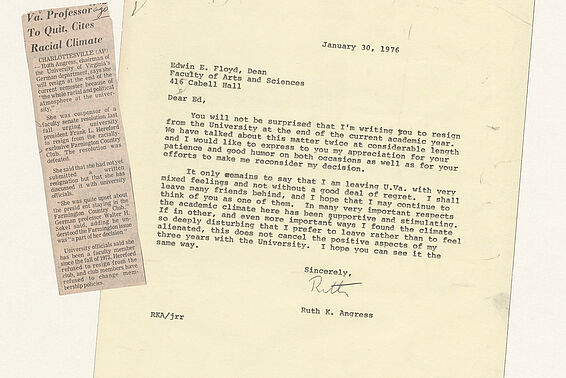 Va. Professor
To Quit, Cites
Racial Climate
CHARLOTTESVILLE (AP)
— Ruth Angress, chairman of
the University of Virginia's
German department, says she
will resign at the end of the
current semester because of
"the whole racial and political
atmosphere at the univer-
sity."
She was cosponsor of a
faculty senate resolution last
fall urging university
president Frank L. Hereford
to resign from the racially-
exclusive Farmington Country
Club. The resolution was
defeated.
She said that she had not yet
submitted a written
resignation but that she has
discussed it with university
officials.
"She was quite upset about
the president staying in the
Farmington Country Club,"
German professor Walter H.
Sokel said, adding he un-
derstood the Farmington issue
was "a part of her decision."
University officials said she
has been a faculty member
since the fall of 1972. Hereford
refused to resign from the
club, and club members have
refused to change mem-
bership policies.
January 30, 1976
Edwin E. Floyd, Dean
Faculty of Arts and Sciences
416 Cabell Hall
Dear Ed,
You will not be surprised that I'm writing you to resign
from the University at the end of the current academic year.
We have talked about this matter twice at considerable length
and I would like to express to you my appreciation for your
patience and good humor on both occasions as well as for your
efforts to make me reconsider my decision.
It only remains to say that I am leaving U.Va. with very
mixed feelings and not without a good deal of regret. I shall
leave many friends behind, and I hope that I may continue to
think of you as one of them. In many very important respects
the academic climate here has been supportive and stimulating.
If in other, and even more important ways I found the climate
so deeply disturbing that I prefer to leave rather than to feel
alienated, this does not cancel the positive aspects of my
three years with the University. I hope you can see it the
same way.
Sincerely,
Ruth
Ruth K. Angress
RKA/jrr